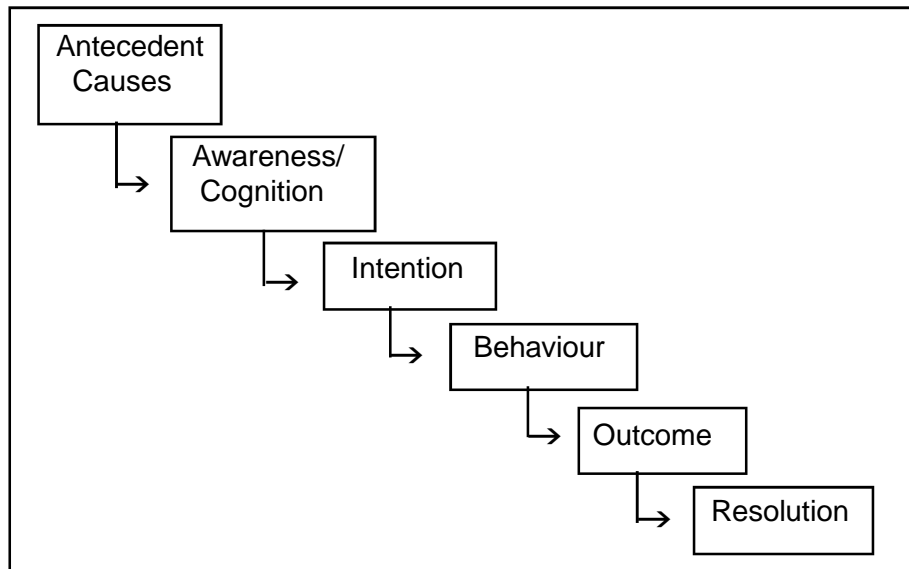 Antecedent
Causes
Awareness/
Cognition
Intention
Behaviour
Outcome
Resolution